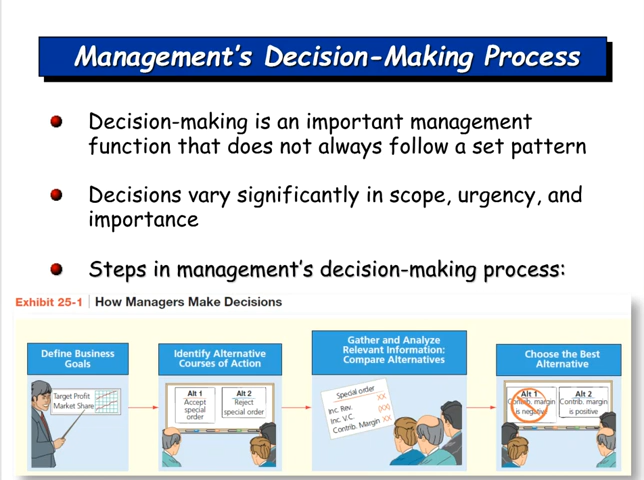 Management's Decision-Making Process
Decision-making is an important management
function that does not always follow a set pattern
Decisions vary significantly in scope, urgency, and
importance
Steps in management's decision-making process:
Exhibit 25-1 | How Managers Make Decisions
Define Business
Goals
Target Profit
Market Share
Identify Alternative
Courses of Action
Alt 1
Accept
special
order
Alt 2
Reject
special order
Gather and Analyze
Relevant Information:
Compare Alternatives
Special order
XX
Inc. Rev. (XX)
Inc. V.C.
Contrib. Margin XX
Choose the Best
Alternative
Alt 1
Contrib. margin
is negative
Alt 2
Contrib. margin
is positive